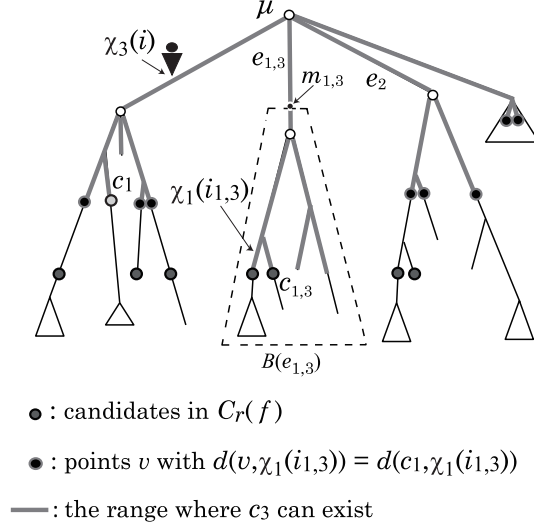 μ
χ₃(i)
e₁,₃
m₁,₃
e₂
c₁
χ₁(i₁,₃)
c₁,₃
B(e₁,₃)
: candidates in Cᵣ(f)
: points v with d(v,χ₁(i₁,₃)) = d(c₁,χ₁(i₁,₃))
: the range where c₃ can exist